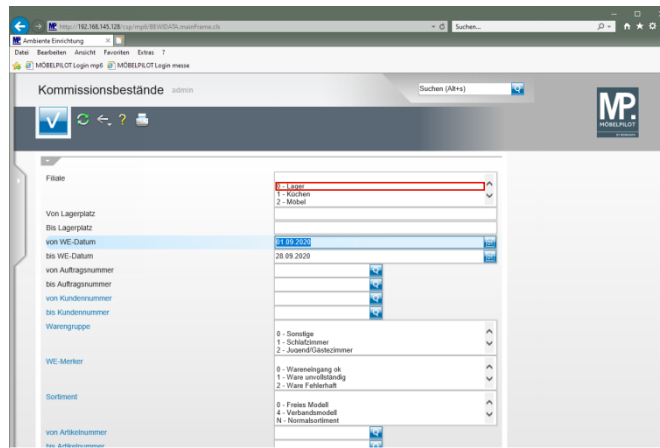 http://192.168.145.128/csp/mp6/BEWIDATA.mainFrame.cls
Suchen...
Ambiente Einrichtung
Datei Bearbeiten Ansicht Favoriten Extras ?
MÖBELPILOT Login mp6 MÖBELPILOT Login messe
Kommissionsbestände admin
Suchen (Alt+s)
MP.
MÖBELPILOT
Filiale
0 - Lager
1 - Küchen
2 - Möbel
Von Lagerplatz
Bis Lagerplatz
von WE-Datum 01.09.2020
bis WE-Datum 28.09.2020
von Auftragsnummer
bis Auftragsnummer
von Kundennummer
bis Kundennummer
Warengruppe
0 - Sonstige
1 - Schlafzimmer
2 - Jugend/Gästezimmer
WE-Merker
0 - Wareneingang ok
1 - Ware unvollständig
2 - Ware Fehlerhaft
Sortiment
0 - Freies Modell
4 - Verbandsmodell
N - Normalsortiment
von Artikelnummer
bis Artikelnummer